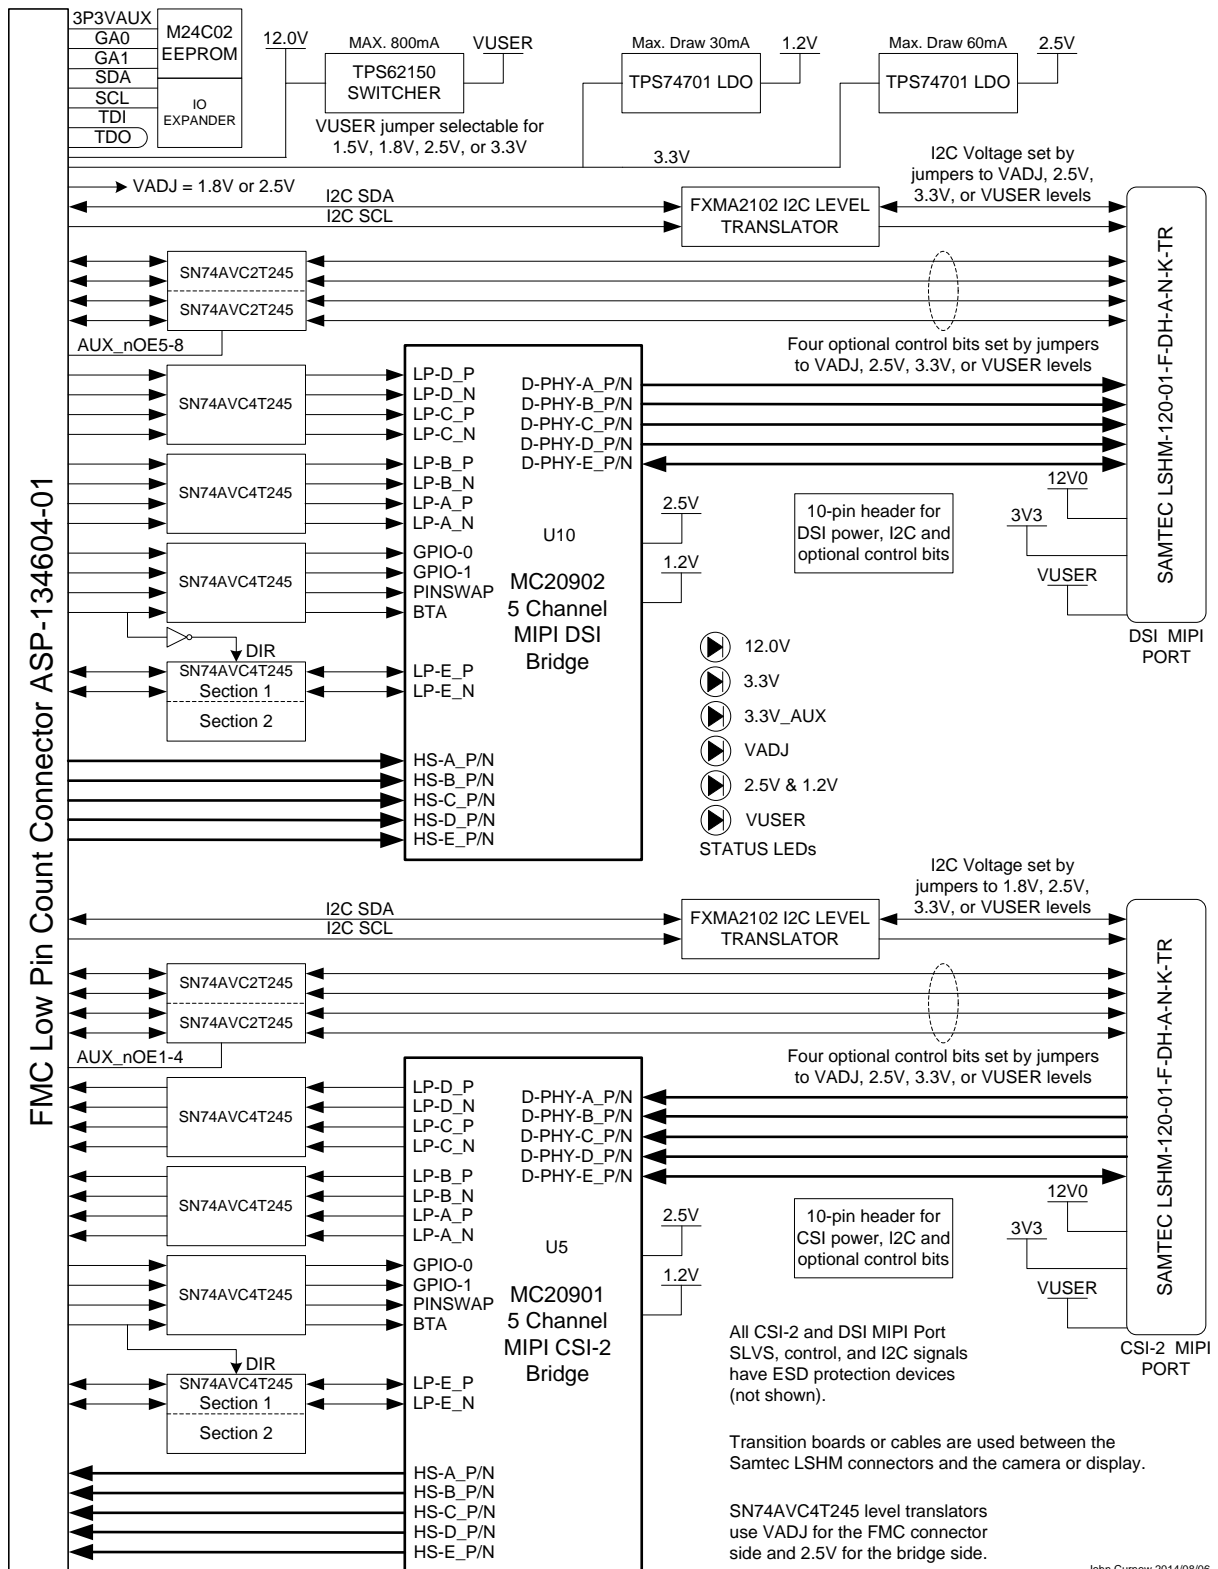 3P3VAUX
GA0
GA1
SDA
SCL
TDI
TDO
M24C02
EEPROM
IO
EXPANDER
12.0V
MAX. 800mA
TPS62150
SWITCHER
VUSER
VUSER jumper selectable for
1.5V, 1.8V, 2.5V, or 3.3V
Max. Draw 30mA
TPS74701 LDO
1.2V
Max. Draw 60mA
TPS74701 LDO
2.5V
3.3V
VADJ = 1.8V or 2.5V
I2C SDA
I2C SCL
FXMA2102 I2C LEVEL
TRANSLATOR
I2C Voltage set by
jumpers to VADJ, 2.5V,
3.3V, or VUSER levels
SN74AVC2T245
SN74AVC2T245
AUX_nOE5-8
Four optional control bits set by jumpers
to VADJ, 2.5V, 3.3V, or VUSER levels
SN74AVC4T245
LP-D_P
LP-D_N
LP-C_P
LP-C_N
D-PHY-A_P/N
D-PHY-B_P/N
D-PHY-C_P/N
D-PHY-D_P/N
D-PHY-E_P/N
SN74AVC4T245
LP-B_P
LP-B_N
LP-A_P
LP-A_N
SN74AVC4T245
GPIO-0
GPIO-1
PINSWAP
BTA
DIR
SN74AVC4T245
Section 1
Section 2
LP-E_P
LP-E_N
U10
MC20902
5 Channel
MIPI DSI
Bridge
2.5V
1.2V
10-pin header for
DSI power, I2C and
optional control bits
12V0
3V3
VUSER
SAMTEC LSHM-120-01-F-DH-A-N-K-TR
DSI MIPI
PORT
12.0V
3.3V
3.3V_AUX
VADJ
2.5V & 1.2V
VUSER
STATUS LEDs
HS-A_P/N
HS-B_P/N
HS-C_P/N
HS-D_P/N
HS-E_P/N
FMC Low Pin Count Connector ASP-134604-01
I2C SDA
I2C SCL
FXMA2102 I2C LEVEL
TRANSLATOR
I2C Voltage set by
jumpers to 1.8V, 2.5V,
3.3V, or VUSER levels
SN74AVC2T245
SN74AVC2T245
AUX_nOE1-4
Four optional control bits set by jumpers
to VADJ, 2.5V, 3.3V, or VUSER levels
SN74AVC4T245
LP-D_P
LP-D_N
LP-C_P
LP-C_N
D-PHY-A_P/N
D-PHY-B_P/N
D-PHY-C_P/N
D-PHY-D_P/N
D-PHY-E_P/N
SN74AVC4T245
LP-B_P
LP-B_N
LP-A_P
LP-A_N
SN74AVC4T245
GPIO-0
GPIO-1
PINSWAP
BTA
DIR
SN74AVC4T245
Section 1
Section 2
LP-E_P
LP-E_N
U5
MC20901
5 Channel
MIPI CSI-2
Bridge
2.5V
1.2V
10-pin header for
CSI power, I2C and
optional control bits
12V0
3V3
VUSER
SAMTEC LSHM-120-01-F-DH-A-N-K-TR
CSI-2 MIPI
PORT
All CSI-2 and DSI MIPI Port
SLVS, control, and I2C signals
have ESD protection devices
(not shown).
Transition boards or cables are used between the
Samtec LSHM connectors and the camera or display.
HS-A_P/N
HS-B_P/N
HS-C_P/N
HS-D_P/N
HS-E_P/N
SN74AVC4T245 level translators
use VADJ for the FMC connector
side and 2.5V for the bridge side.
John 2014/08/06